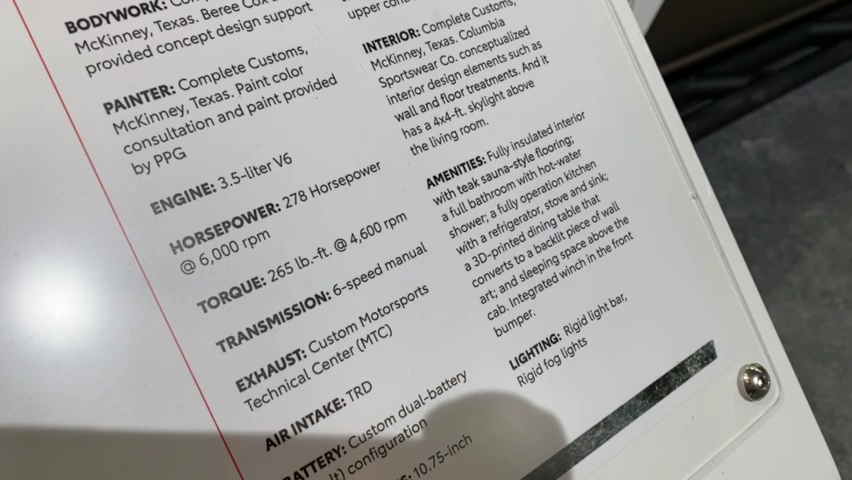 BODYWORK:
McKinney, Texas. Beree Cox
provided concept design support
PAINTER: Complete Customs,
McKinney, Texas. Paint color
consultation and paint provided
by PPG
ENGINE: 3.5-liter V6
HORSEPOWER: 278 Horsepower
@ 6,000 rpm
TORQUE: 265 lb.-ft. @ 4,600 rpm
TRANSMISSION: 6-speed manual
EXHAUST: Custom Motorsports
Technical Center (MTC)
AIR INTAKE: TRD
BATTERY: Custom dual-battery
configuration
10.75-inch
upper
INTERIOR: Complete Customs,
McKinney, Texas. Columbia
Sportswear Co. conceptualized
interior design elements such as
wall and floor treatments. And it
has a 4x4-ft. skylight above
the living room.
AMENITIES: Fully insulated interior
with teak sauna-style flooring;
a full bathroom with hot-water
shower; a fully operation kitchen
with a refrigerator, stove and sink;
a 3D-printed dining table that
converts to a backlit piece of wall
art; and sleeping space above the
cab. Integrated winch in the front
bumper.
LIGHTING: Rigid light bar,
Rigid fog lights